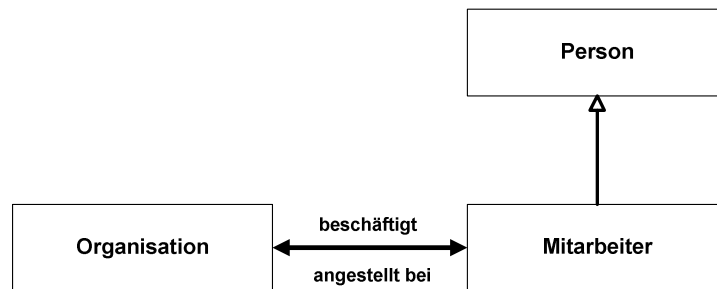 Person
beschäftigt
Organisation
Mitarbeiter
angestellt bei